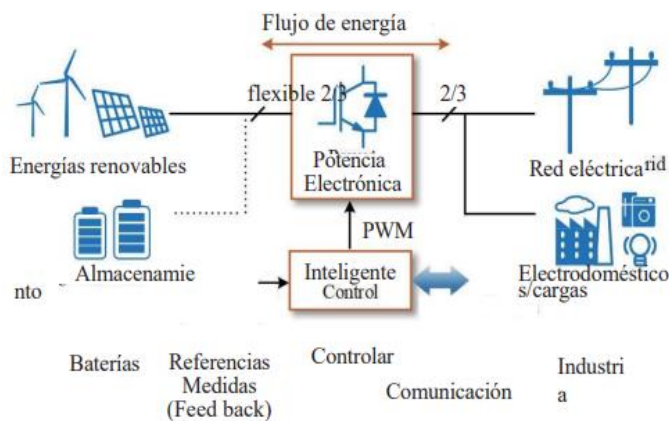 Flujo de energía
flexible 2/3
2/3
Energías renovables
Potencia
Electrónica
Red eléctrica rid
PWM
Almacenamie
nto
Inteligente
Control
Electrodoméstico
s/cargas
Baterías
Referencias
Medidas
(Feed back)
Controlar
Comunicación
Industri
a